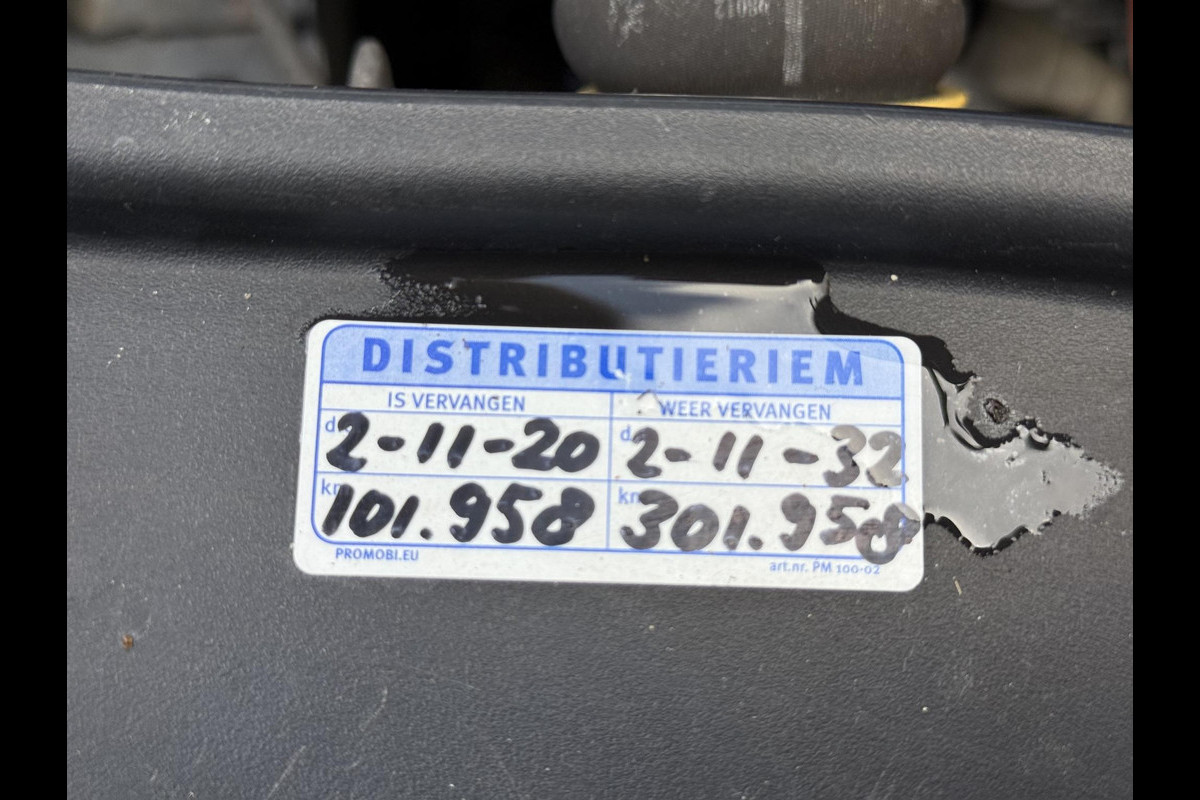 DISTRIBUTIERIEM
IS VERVANGEN WEER VERVANGEN
d 2-11-20 d 2-11-32
km 101.958 km 301.958
PROMOBI.EU art.nr. PM 100-02